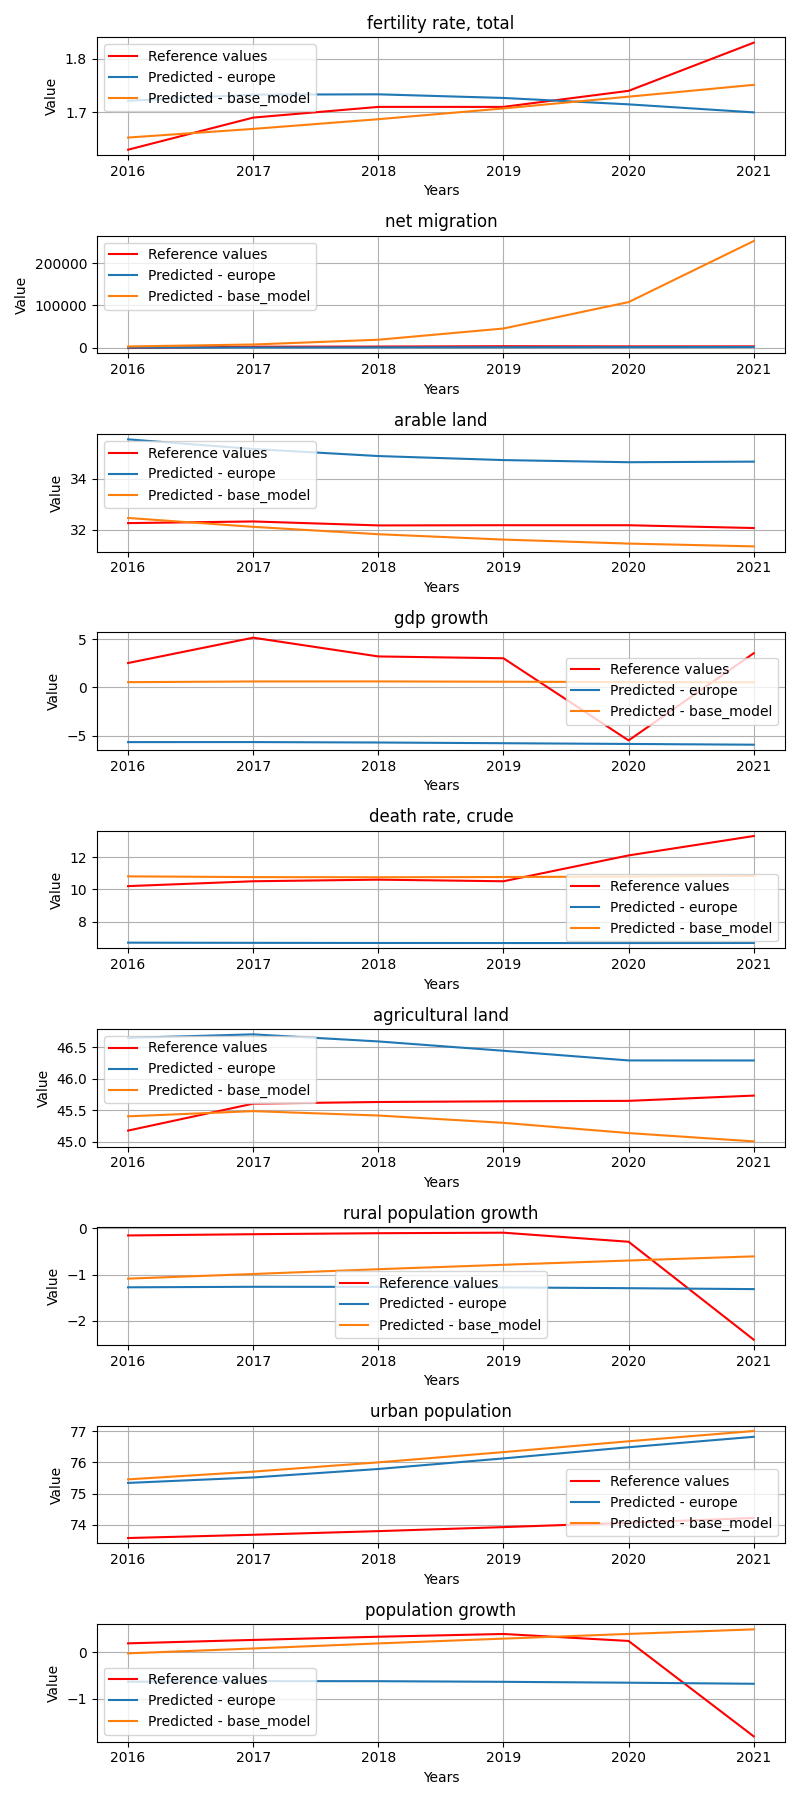 fertility rate, total
1.8
1.7
Value
Reference values
Predicted - europe
Predicted - base_model
2016 2017 2018 2019 2020 2021
Years
net migration
200000
100000
0
Value
Reference values
Predicted - europe
Predicted - base_model
2016 2017 2018 2019 2020 2021
Years
arable land
34
32
Value
Reference values
Predicted - europe
Predicted - base_model
2016 2017 2018 2019 2020 2021
Years
gdp growth
5
0
−5
Value
Reference values
Predicted - europe
Predicted - base_model
2016 2017 2018 2019 2020 2021
Years
death rate, crude
12
10
8
Value
Reference values
Predicted - europe
Predicted - base_model
2016 2017 2018 2019 2020 2021
Years
agricultural land
46.5
46.0
45.5
45.0
Value
Reference values
Predicted - europe
Predicted - base_model
2016 2017 2018 2019 2020 2021
Years
rural population growth
0
−1
−2
Value
Reference values
Predicted - europe
Predicted - base_model
2016 2017 2018 2019 2020 2021
Years
urban population
77
76
75
74
Value
Reference values
Predicted - europe
Predicted - base_model
2016 2017 2018 2019 2020 2021
Years
population growth
0
−1
Value
Reference values
Predicted - europe
Predicted - base_model
2016 2017 2018 2019 2020 2021
Years